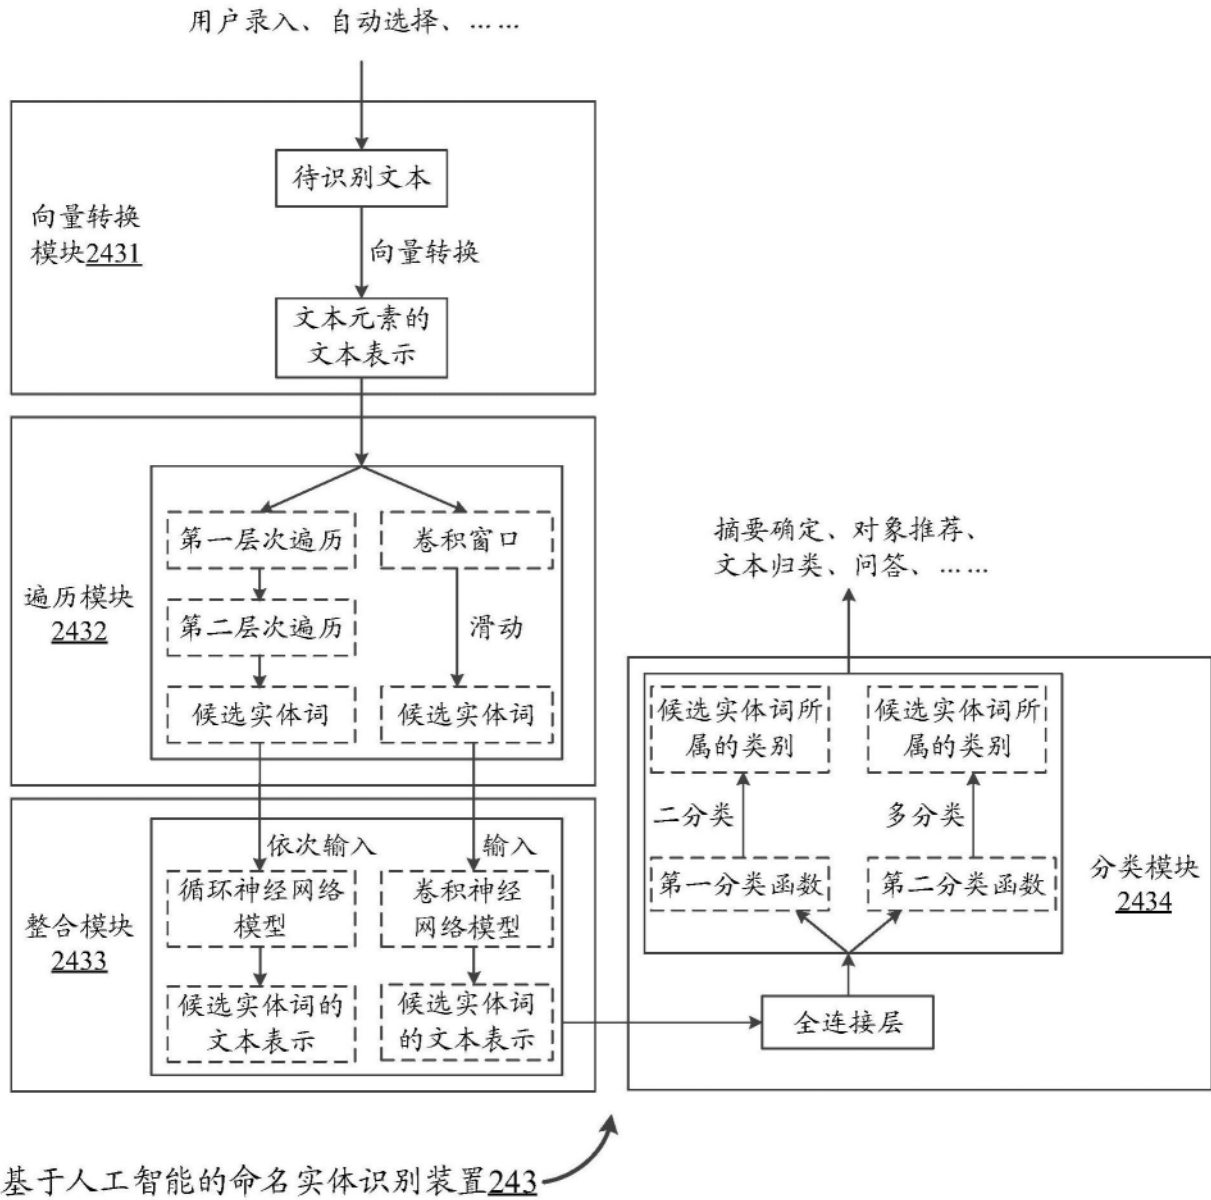 用户录入、自动选择、……
待识别文本
向量转换
模块2431
向量转换
文本元素的
文本表示
第一层次遍历
卷积窗口
遍历模块
2432
第二层次遍历
滑动
候选实体词
候选实体词
依次输入
输入
循环神经网络
模型
卷积神经
网络模型
整合模块
2433
候选实体词的
文本表示
候选实体词
的文本表示
摘要确定、对象推荐、
文本归类、问答、……
候选实体词所
属的类别
候选实体词所
属的类别
二分类
多分类
第一分类函数
第二分类函数
分类模块
2434
全连接层
基于人工智能的命名实体识别装置243